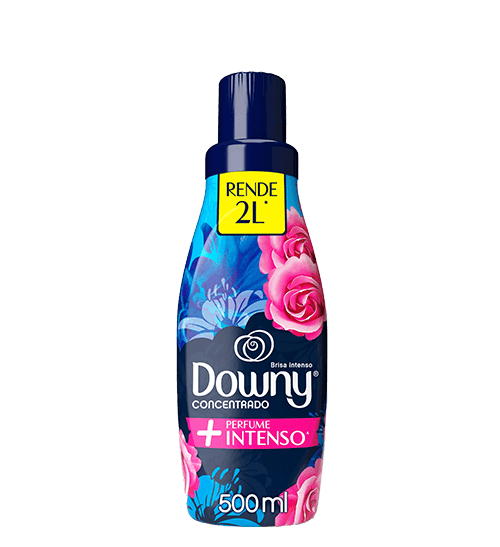 RENDE
2L*
Brisa Intenso
Downy®
CONCENTRADO
+ PERFUME
INTENSO*
500ml